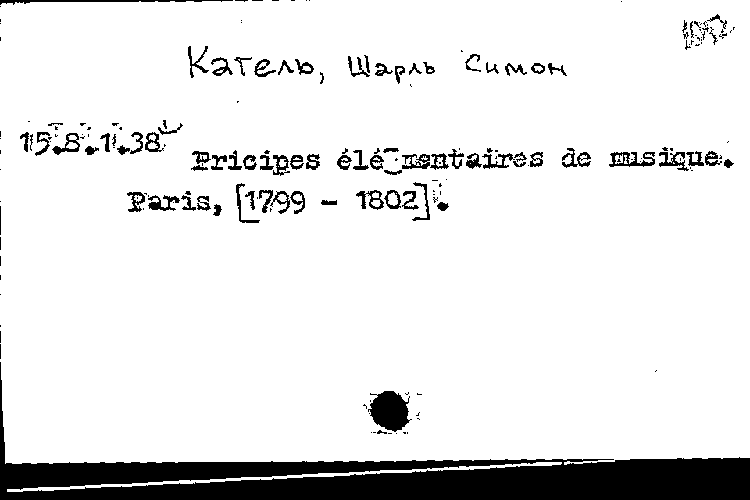 Катель, Шарль Симон
15.8.1.38
Pricipes élémentaires de musique.
Paris, [1799 - 1802].